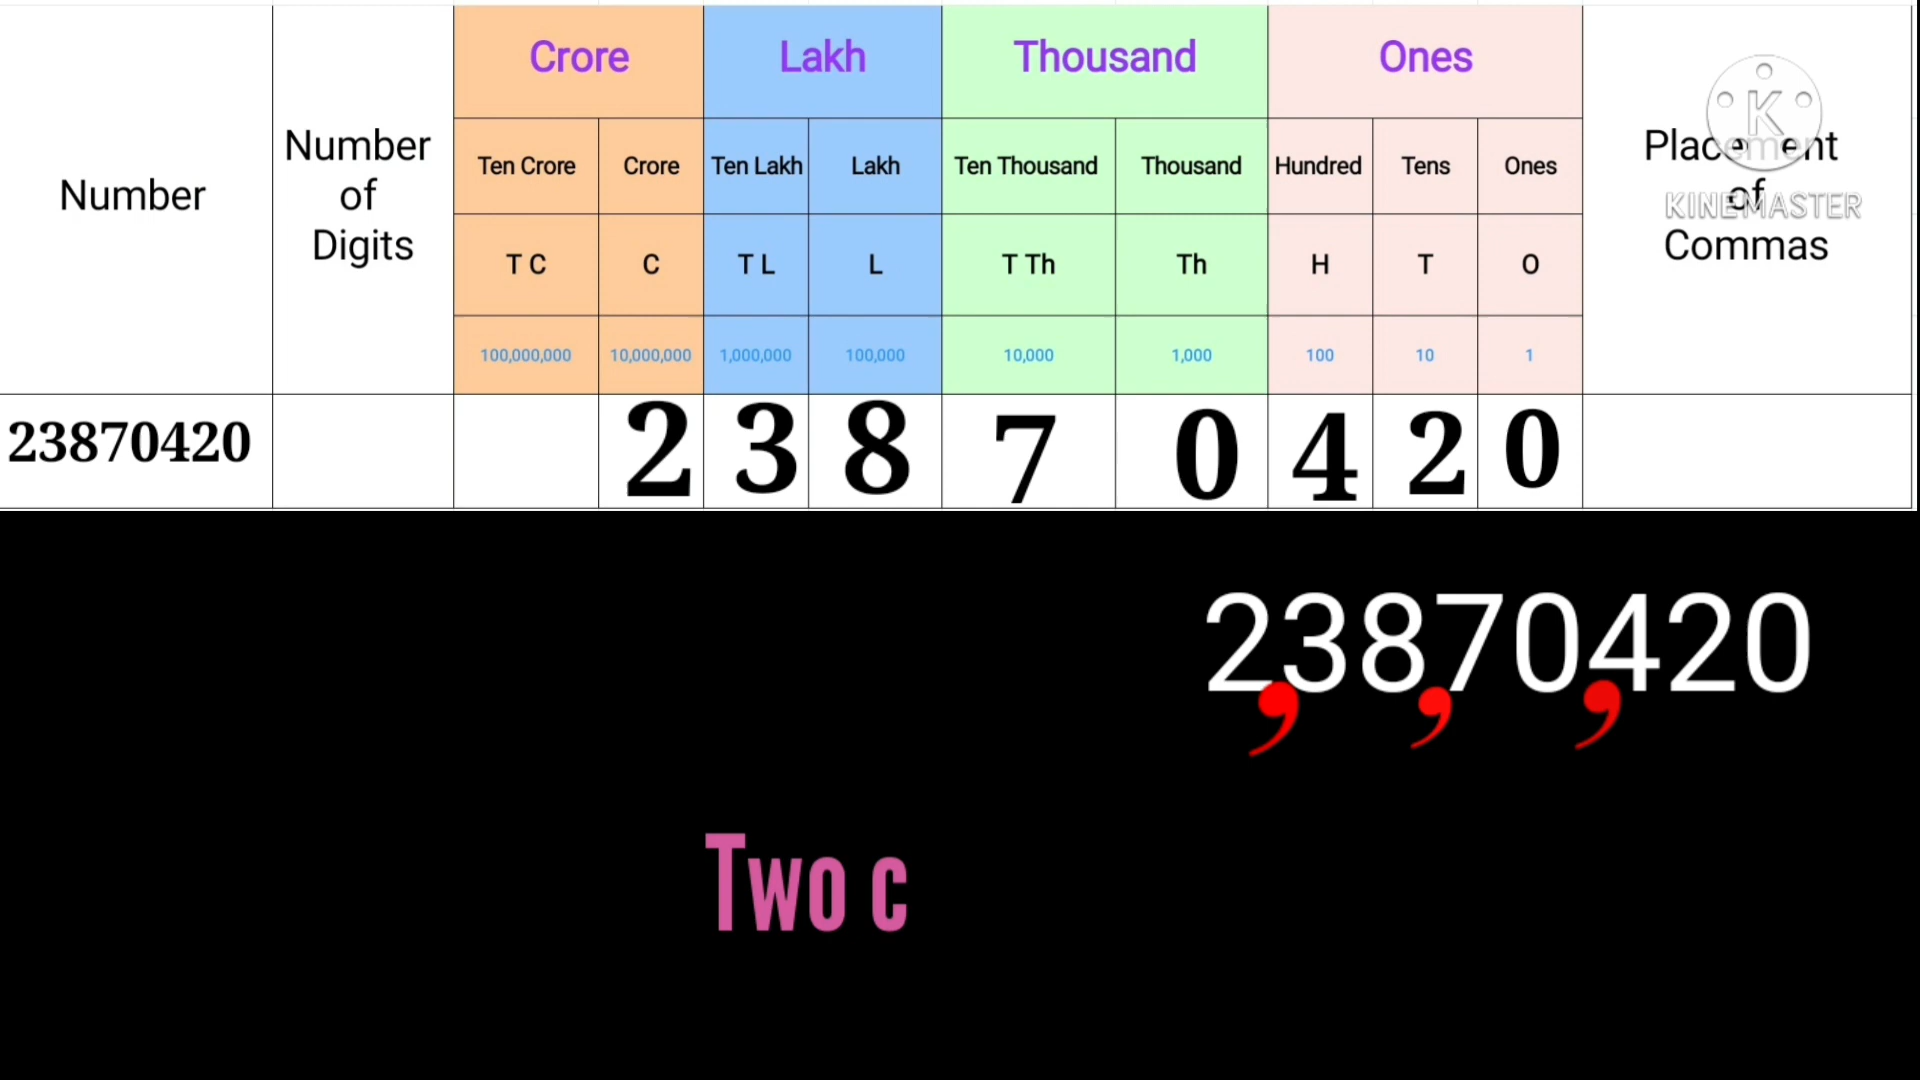 Crore Lakh Thousand Ones
Number
Number
of
Digits
Ten Crore Crore Ten Lakh Lakh Ten Thousand Thousand Hundred Tens Ones
T C C T L L T Th Th H T O
100,000,000 10,000,000 1,000,000 100,000 10,000 1,000 100 10 1
Placement
of
Commas
K
KINEMASTER
23870420 2 3 8 7 0 4 2 0
2,38,70,420
Two c